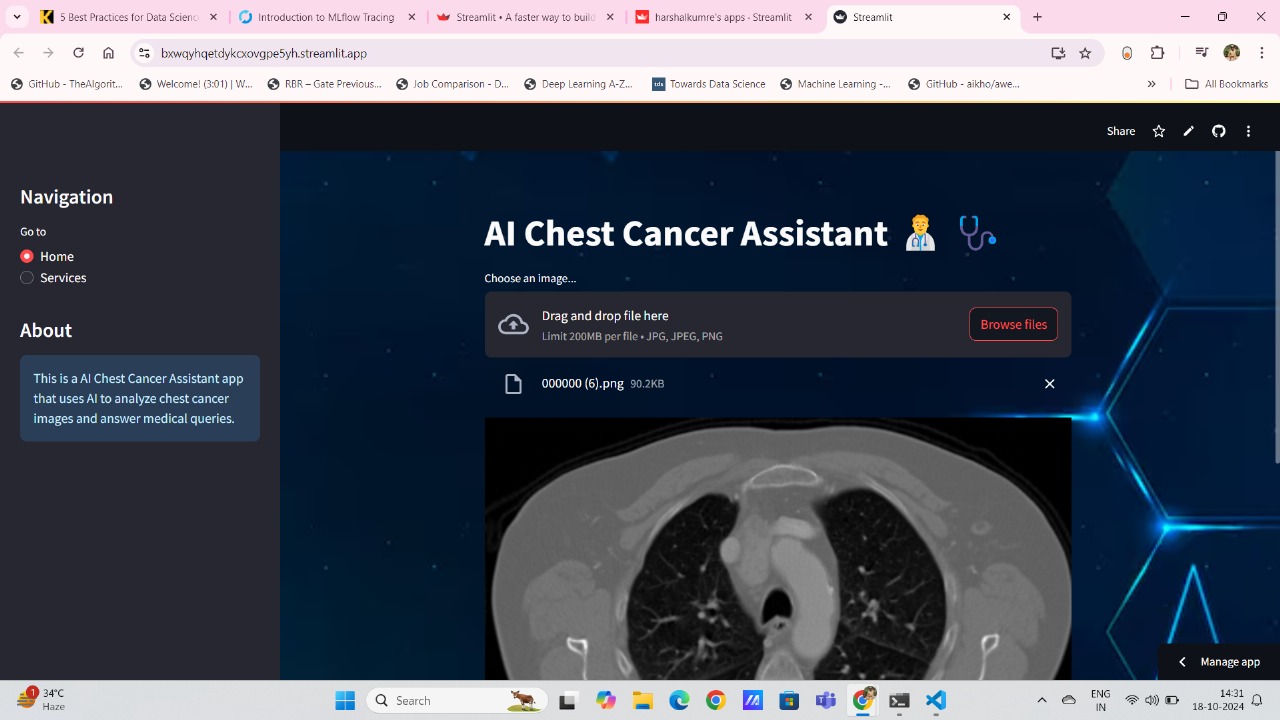 5 Best Practices for Data Scienc
Introduction to MLflow Tracing
Streamlit • A faster way to build
harshalkumre's apps · Streamlit
Streamlit
bxwqyhqetdykcxovgpe5yh.streamlit.app
GitHub - TheAlgorit...
Welcome! (3:01) | W...
RBR – Gate Previous...
Job Comparison - D...
Deep Learning A-Z...
tds Towards Data Science
Machine Learning -...
GitHub - aikho/awe...
All Bookmarks
Share
Navigation
Go to
Home
Services
About
This is a AI Chest Cancer Assistant app
that uses AI to analyze chest cancer
images and answer medical queries.
AI Chest Cancer Assistant
Choose an image...
Drag and drop file here
Limit 200MB per file • JPG, JPEG, PNG
Browse files
000000 (6).png 90.2KB
Manage app
1
34°C
Haze
Search
ENG
IN
14:31
18-10-2024